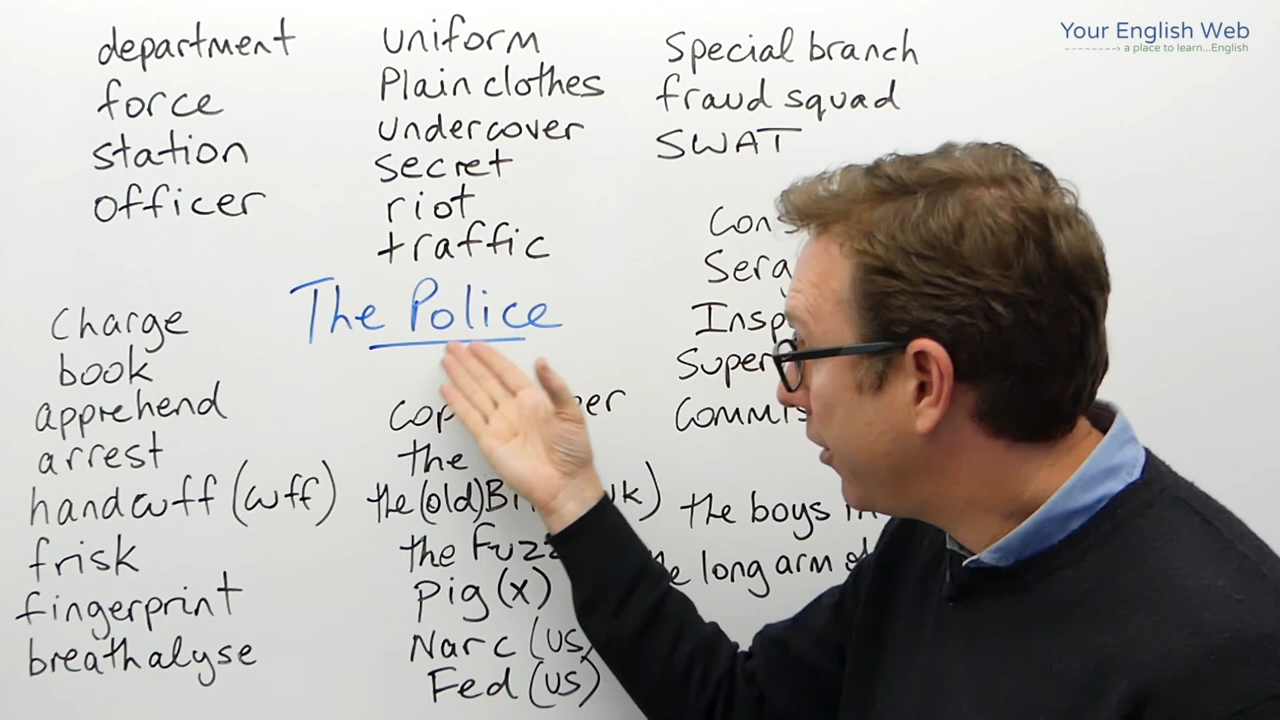 Your English Web
a place to learn...English
department
force
station
officer
uniform
Plain clothes
undercover
secret
riot
traffic
Special branch
fraud squad
SWAT
The Police
Charge
book
apprehend
arrest
handcuff (cuff)
frisk
fingerprint
breathalyse
cop
the
the (old)
the Fuzz
Pig (x)
Narc (US
Fed (US)
the boys
long arm